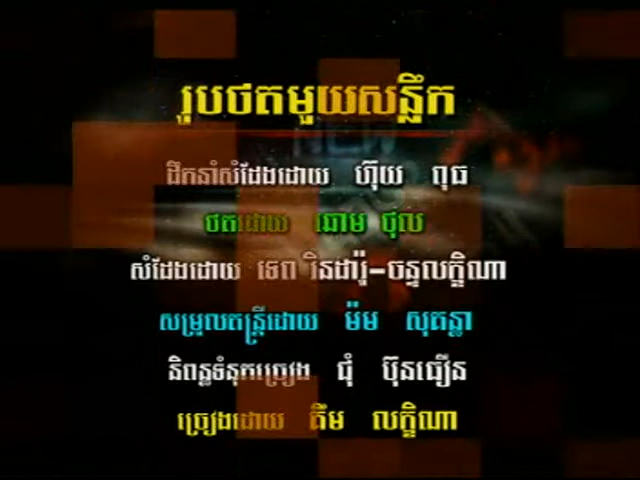 រូបថតមួយសន្លឹក
ដឹកនាំសំដែងដោយ ហ៊ុយ ពុធ
ថតដោយ ឆោម ថុល
សំដែងដោយ ទេព រិនដារ៉ូ-ចន្ទលក្ខិណា
សម្រួលតន្ត្រីដោយ ម៉ម សុគន្ធា
និពន្ធទំនុកច្រៀង ជុំ ប៊ុនធឿន
ច្រៀងដោយ គឹម លក្ខិណា